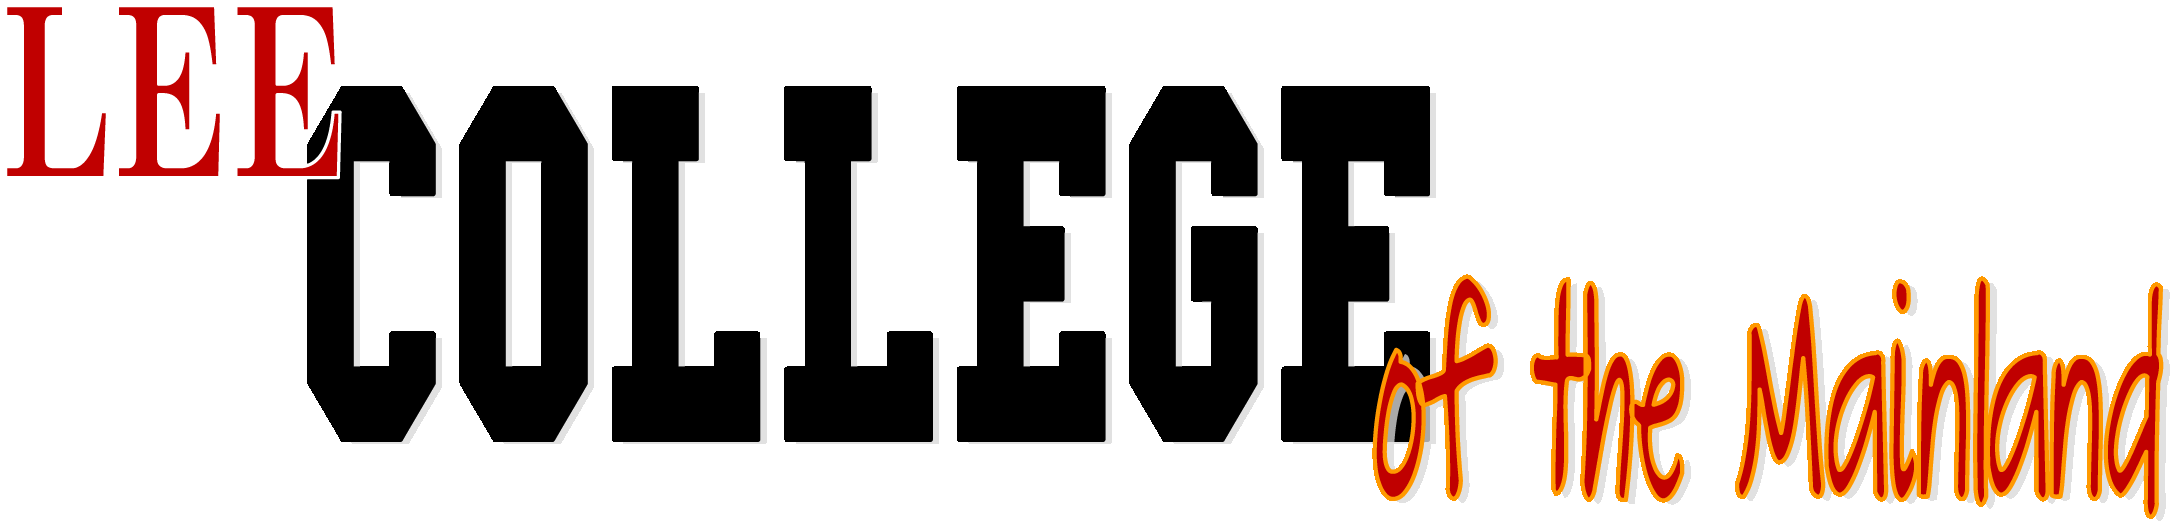 LEE
COLLEGE
of the Mainland